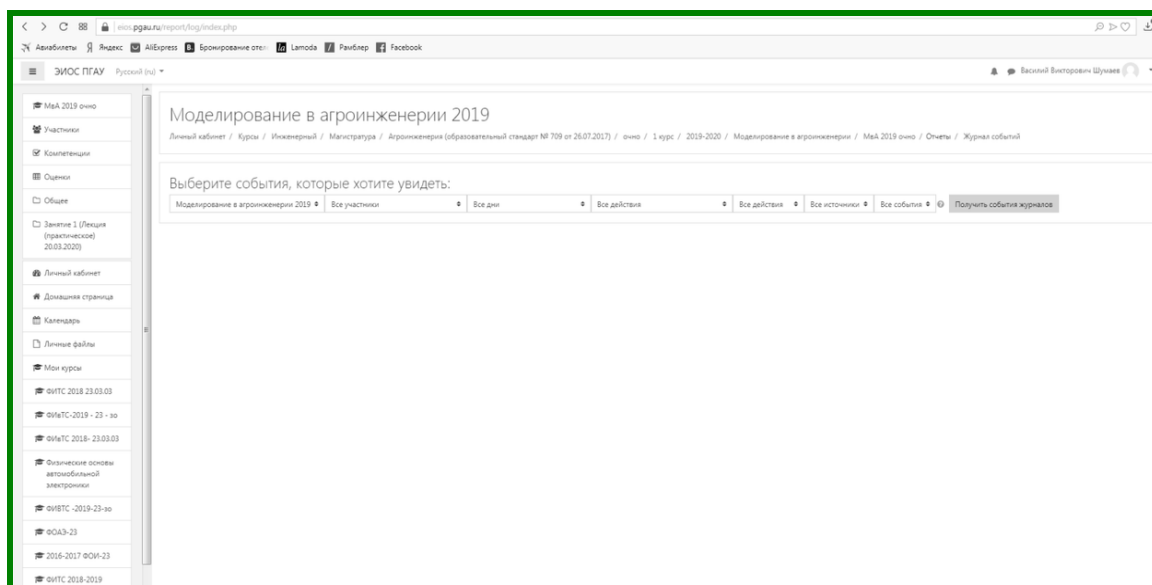 eios.pgau.ru/report/log/index.php
Авиабилеты Яндекс AliExpress Бронирование отел Lamoda Рамблер Facebook
ЭИОС ПГАУ Русский (ru)
Василий Викторович Шумаев
МвА 2019 очно
Участники
Компетенции
Оценки
Общее
Занятие 1 (Лекция
(практическое)
20.03.2020)
Личный кабинет
Домашняя страница
Календарь
Личные файлы
Мои курсы
ФИТС 2018 23.03.03
ФИвТС-2019 - 23 - зо
ФИвТС 2018- 23.03.03
Физические основы
автомобильной
электроники
ФИВТС -2019-23-зо
ФОАЭ-23
2016-2017 ФОИ-23
ФИТС 2018-2019
Моделирование в агроинженерии 2019
Личный кабинет / Курсы / Инженерный / Магистратура / Агроинженерия (образовательный стандарт № 709 от 26.07.2017) / очно / 1 курс / 2019-2020 / Моделирование в агроинженерии / МвА 2019 очно / Отчеты / Журнал событий
Выберите события, которые хотите увидеть:
Моделирование в агроинженерии 2019 Все участники Все дни Все действия Все действия Все источники Все события Получить события журналов